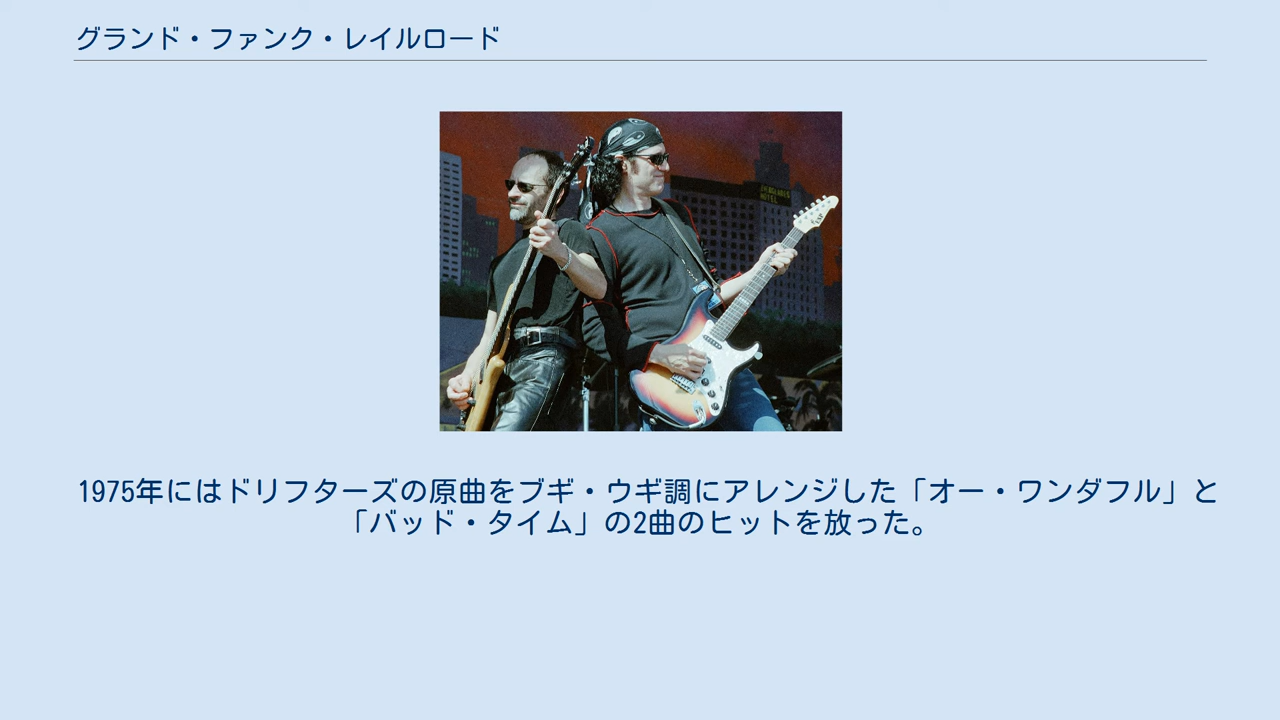 グランド・ファンク・レイルロード
1975年にはドリフターズの原曲をブギ・ウギ調にアレンジした「オー・ワンダフル」と
「バッド・タイム」の2曲のヒットを放った。